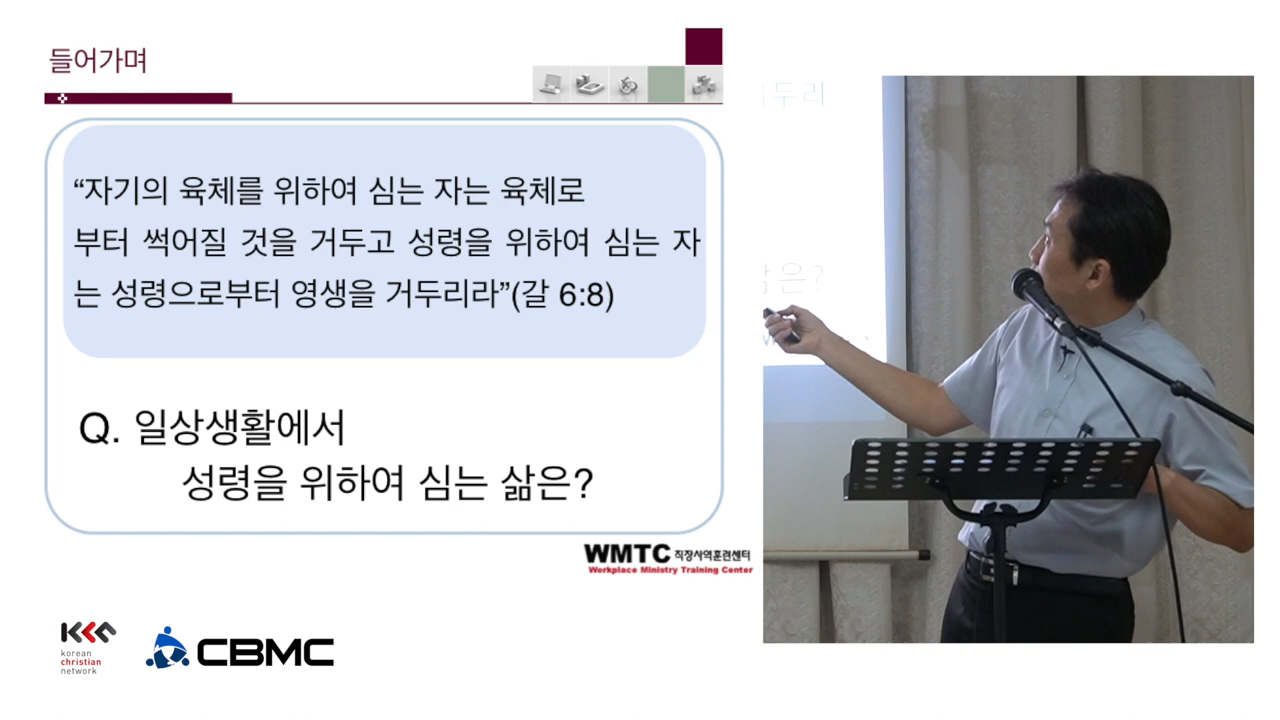 들어가며
“자기의 육체를 위하여 심는 자는 육체로
부터 썩어질 것을 거두고 성령을 위하여 심는 자
는 성령으로부터 영생을 거두리라”(갈 6:8)
Q. 일상생활에서
성령을 위하여 심는 삶은?
WMTC 직장사역훈련센터
Workplace Ministry Training Center
korean
christian
network
CBMC
두리
은?